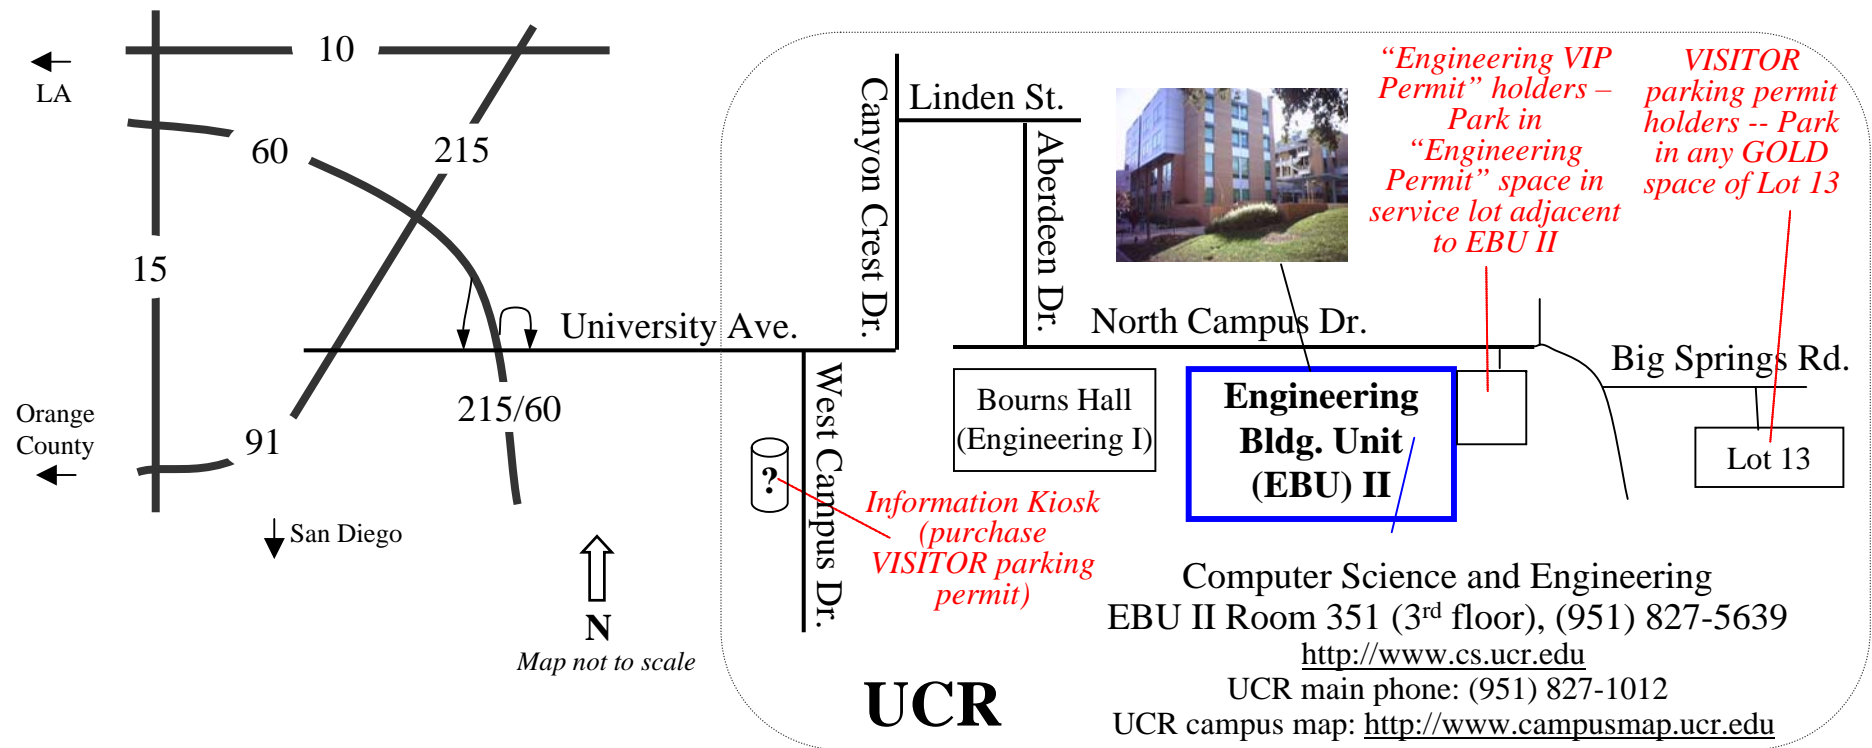 10
LA
60
215
15
Orange
County
91
215/60
San Diego
N
Map not to scale
University Ave.
Canyon Crest Dr.
Linden St.
Aberdeen Dr.
West Campus Dr.
?
Information Kiosk
(purchase
VISITOR parking
permit)
North Campus Dr.
Bourns Hall
(Engineering I)
Engineering
Bldg. Unit
(EBU) II
“Engineering VIP
Permit” holders –
Park in
“Engineering
Permit” space in
service lot adjacent
to EBU II
VISITOR
parking permit
holders -- Park
in any GOLD
space of Lot 13
Big Springs Rd.
Lot 13
Computer Science and Engineering
EBU II Room 351 (3rd floor), (951) 827-5639
http://www.cs.ucr.edu
UCR main phone: (951) 827-1012
UCR campus map: http://www.campusmap.ucr.edu
UCR